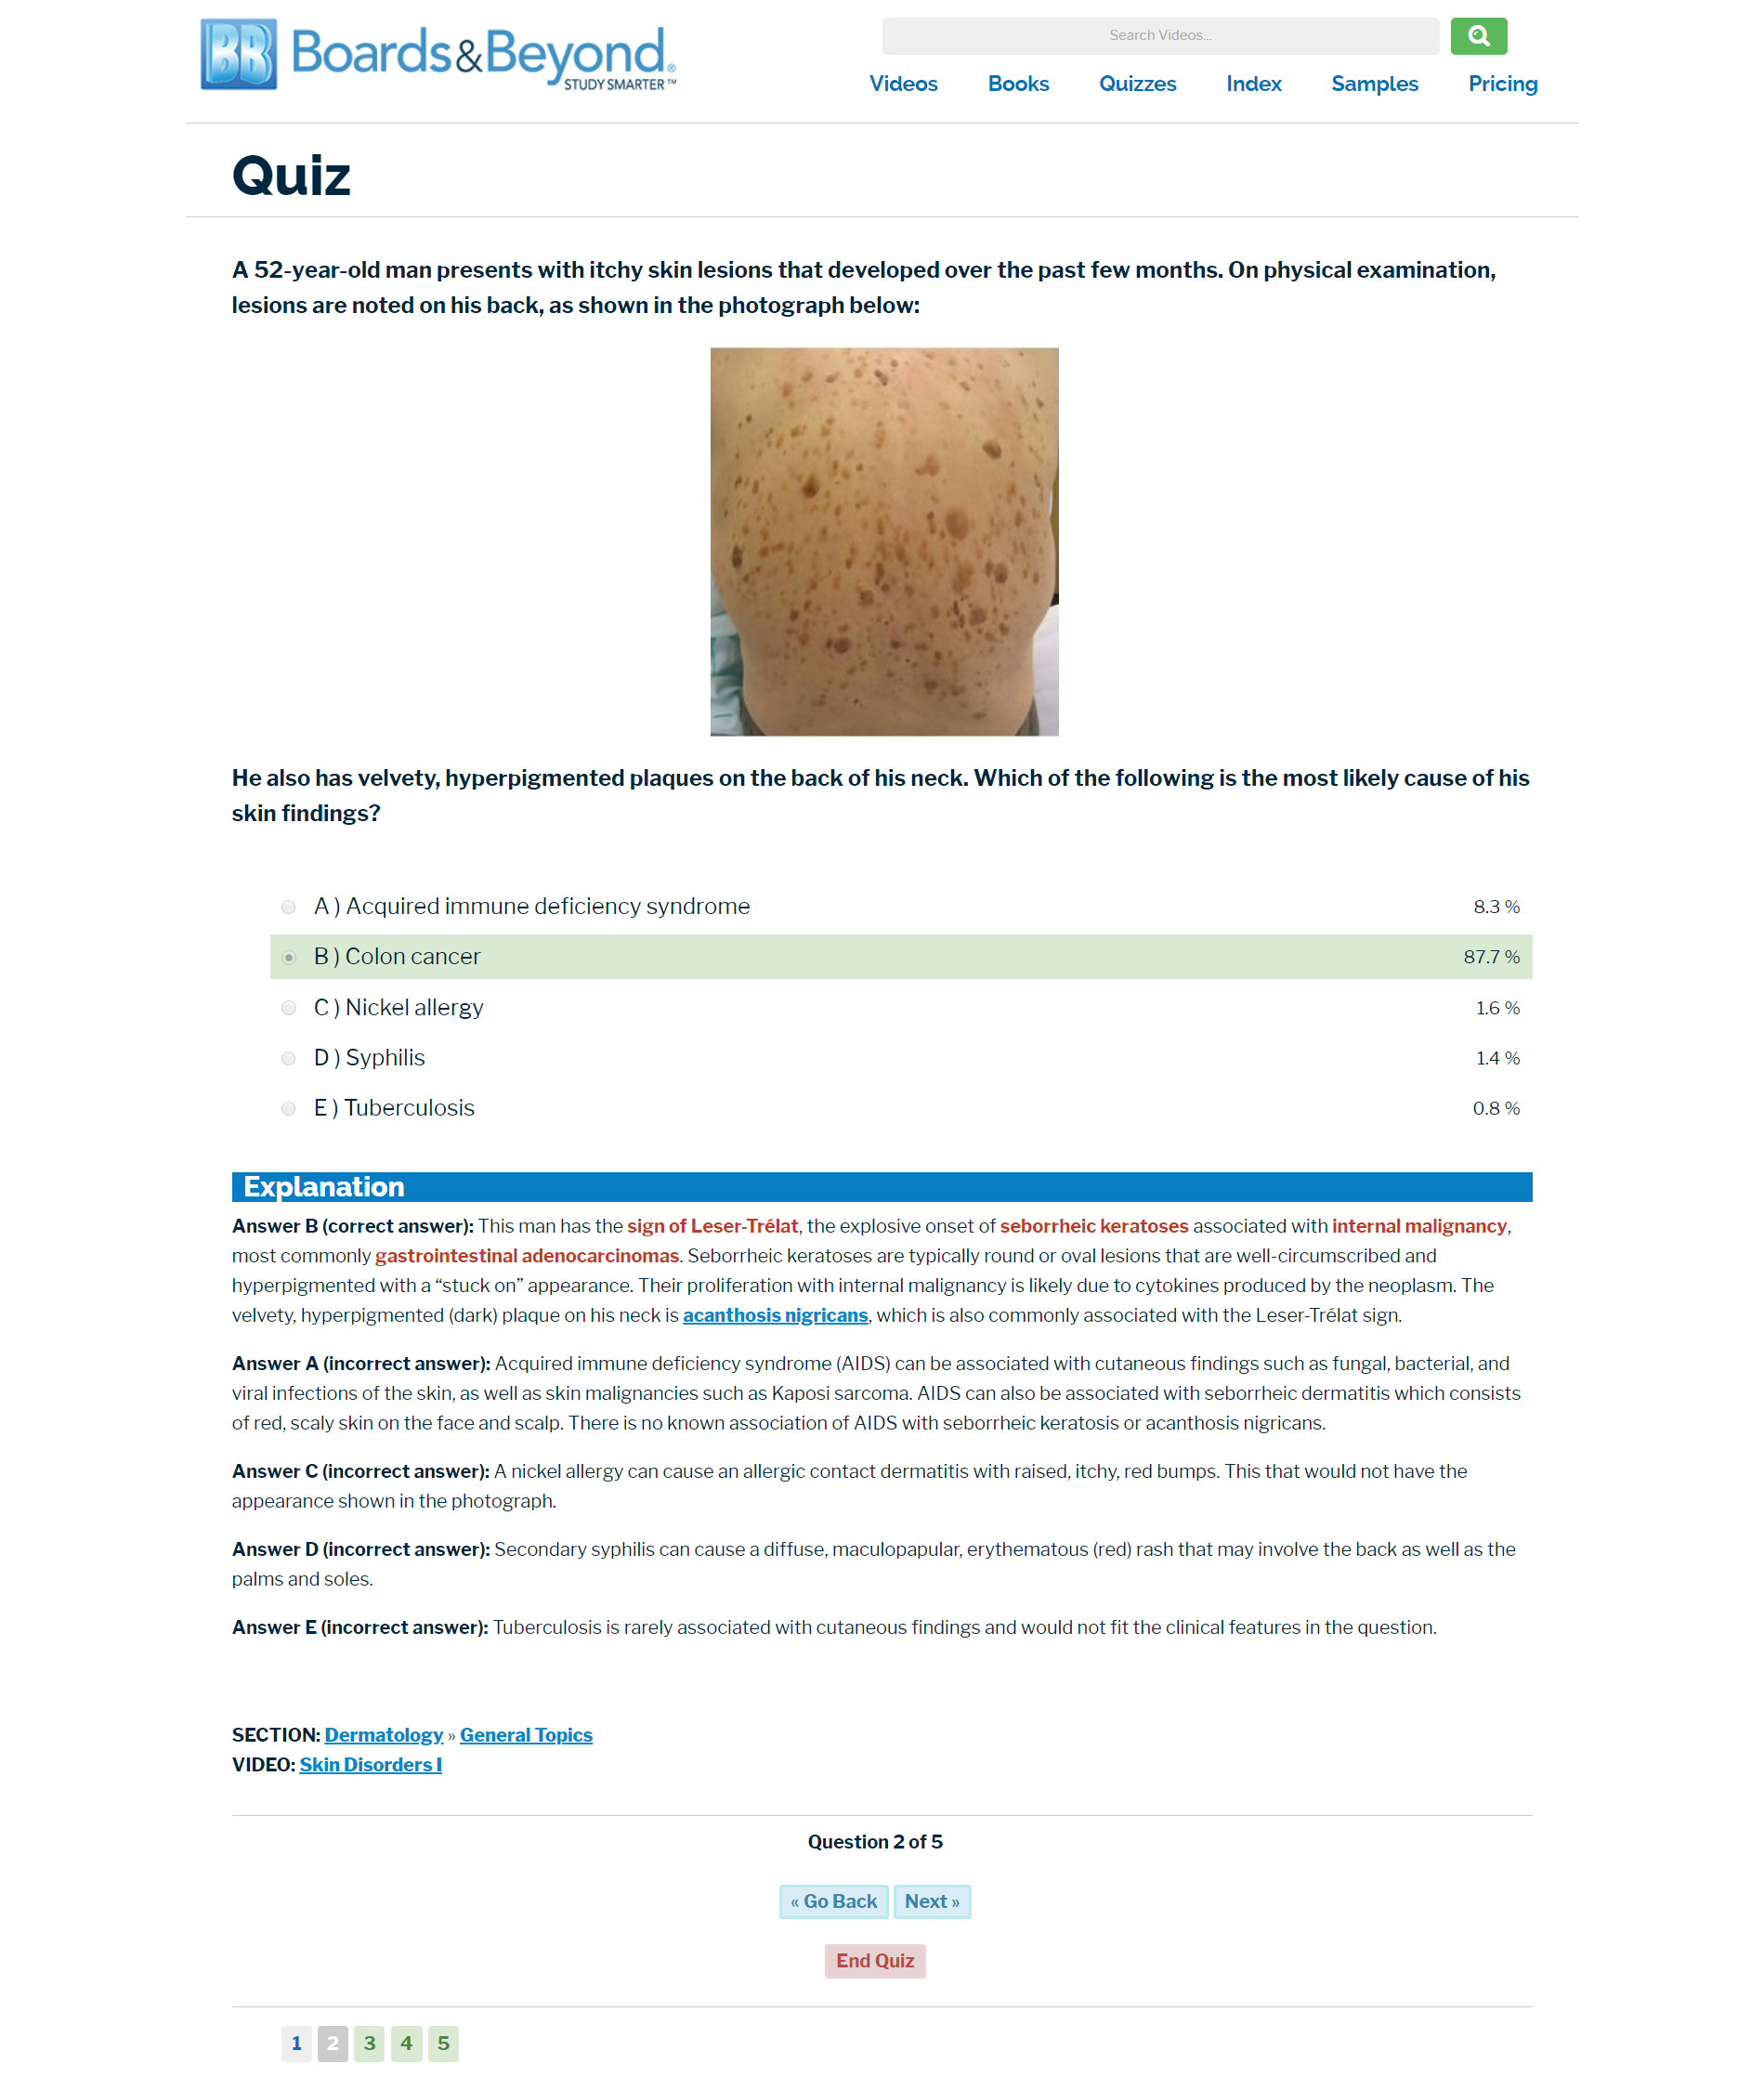 BB Boards&Beyond®
STUDY SMARTER™
Search Videos...
Videos Books Quizzes Index Samples Pricing
Quiz
A 52-year-old man presents with itchy skin lesions that developed over the past few months. On physical examination,
lesions are noted on his back, as shown in the photograph below:
He also has velvety, hyperpigmented plaques on the back of his neck. Which of the following is the most likely cause of his
skin findings?
A ) Acquired immune deficiency syndrome 8.3 %
B ) Colon cancer 87.7 %
C ) Nickel allergy 1.6 %
D ) Syphilis 1.4 %
E ) Tuberculosis 0.8 %
Explanation
Answer B (correct answer): This man has the sign of Leser-Trélat, the explosive onset of seborrheic keratoses associated with internal malignancy,
most commonly gastrointestinal adenocarcinomas. Seborrheic keratoses are typically round or oval lesions that are well-circumscribed and
hyperpigmented with a “stuck on” appearance. Their proliferation with internal malignancy is likely due to cytokines produced by the neoplasm. The
velvety, hyperpigmented (dark) plaque on his neck is acanthosis nigricans, which is also commonly associated with the Leser-Trélat sign.
Answer A (incorrect answer): Acquired immune deficiency syndrome (AIDS) can be associated with cutaneous findings such as fungal, bacterial, and
viral infections of the skin, as well as skin malignancies such as Kaposi sarcoma. AIDS can also be associated with seborrheic dermatitis which consists
of red, scaly skin on the face and scalp. There is no known association of AIDS with seborrheic keratosis or acanthosis nigricans.
Answer C (incorrect answer): A nickel allergy can cause an allergic contact dermatitis with raised, itchy, red bumps. This that would not have the
appearance shown in the photograph.
Answer D (incorrect answer): Secondary syphilis can cause a diffuse, maculopapular, erythematous (red) rash that may involve the back as well as the
palms and soles.
Answer E (incorrect answer): Tuberculosis is rarely associated with cutaneous findings and would not fit the clinical features in the question.
SECTION: Dermatology » General Topics
VIDEO: Skin Disorders I
Question 2 of 5
« Go Back Next »
End Quiz
1 2 3 4 5